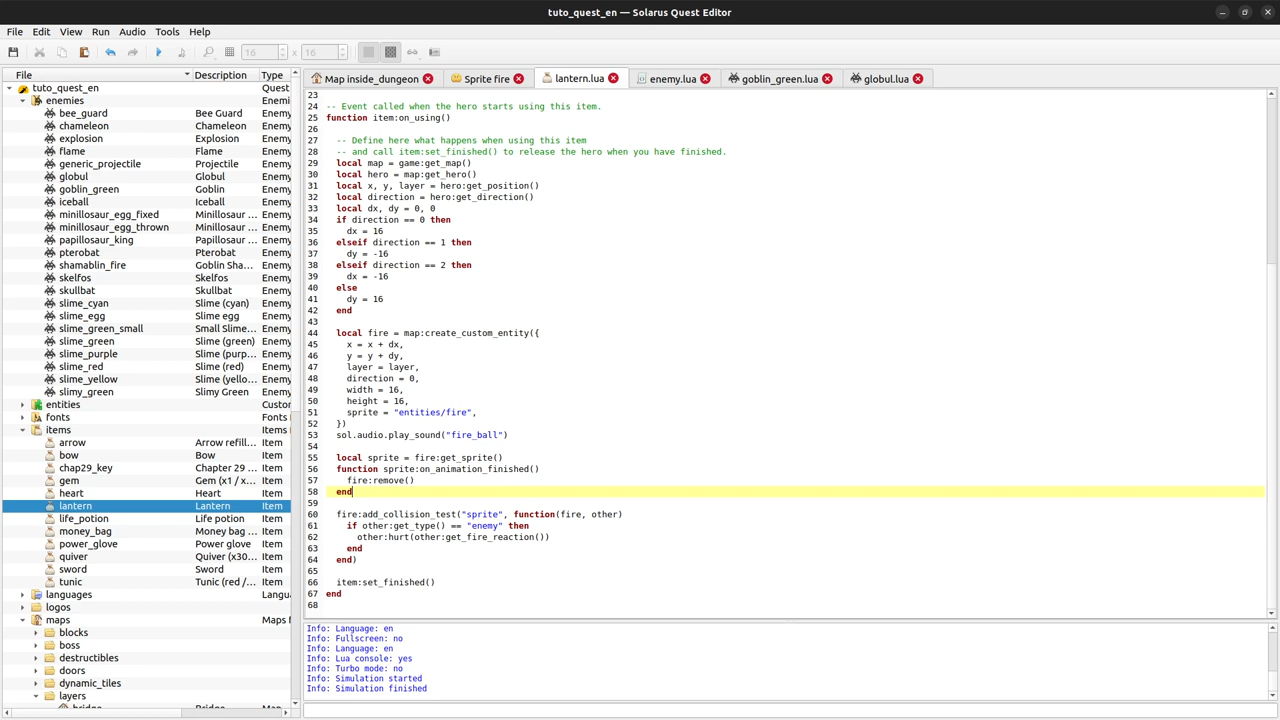 tuto_quest_en — Solarus Quest Editor
File Edit View Run Audio Tools Help
16 x 16
File Description Type
tuto_quest_en Quest
enemies Enemi
bee_guard Bee Guard Enemy
chameleon Chameleon Enemy
explosion Explosion Enemy
flame Flame Enemy
generic_projectile Projectile Enemy
globul Globul Enemy
goblin_green Goblin Enemy
iceball Iceball Enemy
minillosaur_egg_fixed Minillosaur ... Enemy
minillosaur_egg_thrown Minillosaur ... Enemy
papillosaur_king Papillosaur ... Enemy
pterobat Pterobat Enemy
shamablin_fire Goblin Sha... Enemy
skelfos Skelfos Enemy
skullbat Skullbat Enemy
slime_cyan Slime (cyan) Enemy
slime_egg Slime egg Enemy
slime_green_small Small Slime... Enemy
slime_green Slime (green) Enemy
slime_purple Slime (purp... Enemy
slime_red Slime (red) Enemy
slime_yellow Slime (yello... Enemy
slimy_green Slimy Green Enemy
entities Custo
fonts Fonts
items Items
arrow Arrow refill... Item
bow Bow Item
chap29_key Chapter 29 ... Item
gem Gem (x1 / x... Item
heart Heart Item
lantern Lantern Item
life_potion Life potion Item
money_bag Money bag ... Item
power_glove Power glove Item
quiver Quiver (x30... Item
sword Sword Item
tunic Tunic (red /... Item
languages Langu
logos
maps Maps f
blocks
boss
destructibles
doors
dynamic_tiles
layers
Map inside_dungeon Sprite fire lantern.lua enemy.lua goblin_green.lua globul.lua
23
24 -- Event called when the hero starts using this item.
25 function item:on_using()
26
27 -- Define here what happens when using this item
28 -- and call item:set_finished() to release the hero when you have finished.
29 local map = game:get_map()
30 local hero = map:get_hero()
31 local x, y, layer = hero:get_position()
32 local direction = hero:get_direction()
33 local dx, dy = 0, 0
34 if direction == 0 then
35 dx = 16
36 elseif direction == 1 then
37 dy = -16
38 elseif direction == 2 then
39 dx = -16
40 else
41 dy = 16
42 end
43
44 local fire = map:create_custom_entity({
45 x = x + dx,
46 y = y + dy,
47 layer = layer,
48 direction = 0,
49 width = 16,
50 height = 16,
51 sprite = "entities/fire",
52 })
53 sol.audio.play_sound("fire_ball")
54
55 local sprite = fire:get_sprite()
56 function sprite:on_animation_finished()
57 fire:remove()
58 end
59
60 fire:add_collision_test("sprite", function(fire, other)
61 if other:get_type() == "enemy" then
62 other:hurt(other:get_fire_reaction())
63 end
64 end)
65
66 item:set_finished()
67 end
68
Info: Language: en
Info: Fullscreen: no
Info: Language: en
Info: Lua console: yes
Info: Turbo mode: no
Info: Simulation started
Info: Simulation finished